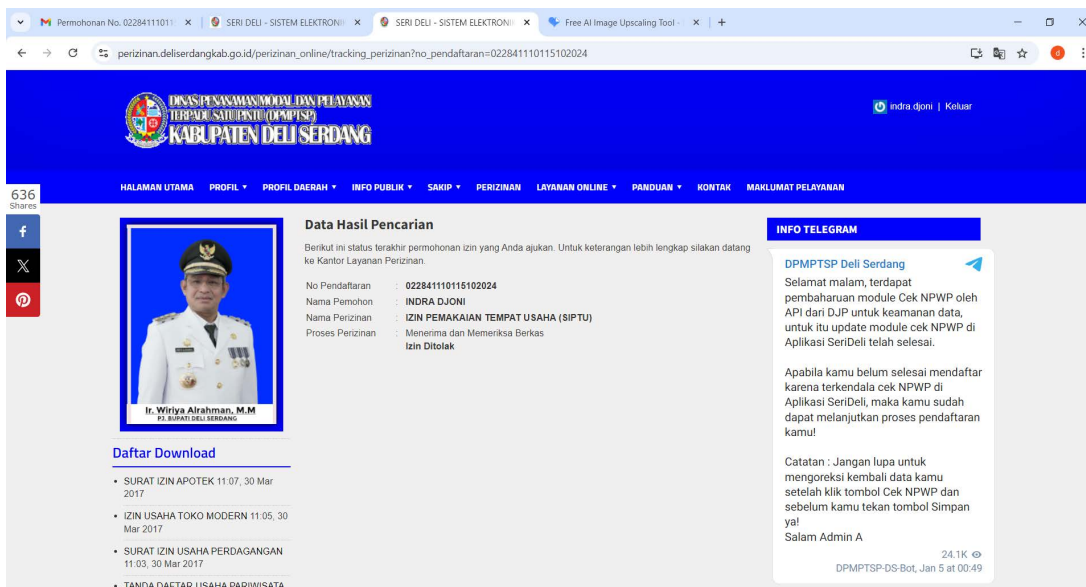 Permohonan No. 0228411101
SERI DELI - SISTEM ELEKTRONI
SERI DELI - SISTEM ELEKTRONI
Free AI Image Upscaling Tool -
perizinan.deliserdangkab.go.id/perizinan_online/tracking_perizinan?no_pendaftaran=022841110115102024
d
DINAS PENANAMAN MODAL DAN PELAYANAN
TERPADU SATU PINTU (DPMPTSP)
KABUPATEN DELI SERDANG
indra djoni | Keluar
HALAMAN UTAMA PROFIL PROFIL DAERAH INFO PUBLIK SAKIP PERIZINAN LAYANAN ONLINE PANDUAN KONTAK MAKLUMAT PELAYANAN
636
Shares
Ir. Wiriya Alrahman, M.M
PJ. BUPATI DELI SERDANG
Daftar Download
• SURAT IZIN APOTEK 11:07, 30 Mar
2017
• IZIN USAHA TOKO MODERN 11:05, 30
Mar 2017
• SURAT IZIN USAHA PERDAGANGAN
11:03, 30 Mar 2017
• TANDA DAFTAR USAHA PARIWISATA
Data Hasil Pencarian
Berikut ini status terakhir permohonan izin yang Anda ajukan. Untuk keterangan lebih lengkap silakan datang
ke Kantor Layanan Perizinan.
No Pendaftaran : 022841110115102024
Nama Pemohon : INDRA DJONI
Nama Perizinan : IZIN PEMAKAIAN TEMPAT USAHA (SIPTU)
Proses Perizinan : Menerima dan Memeriksa Berkas
Izin Ditolak
INFO TELEGRAM
DPMPTSP Deli Serdang
Selamat malam, terdapat
pembaharuan module Cek NPWP oleh
API dari DJP untuk keamanan data,
untuk itu update module cek NPWP di
Aplikasi SeriDeli telah selesai.
Apabila kamu belum selesai mendaftar
karena terkendala cek NPWP di
Aplikasi SeriDeli, maka kamu sudah
dapat melanjutkan proses pendaftaran
kamu!
Catatan : Jangan lupa untuk
mengoreksi kembali data kamu
setelah klik tombol Cek NPWP dan
sebelum kamu tekan tombol Simpan
ya!
Salam Admin A
24.1K
DPMPTSP-DS-Bot, Jan 5 at 00:49